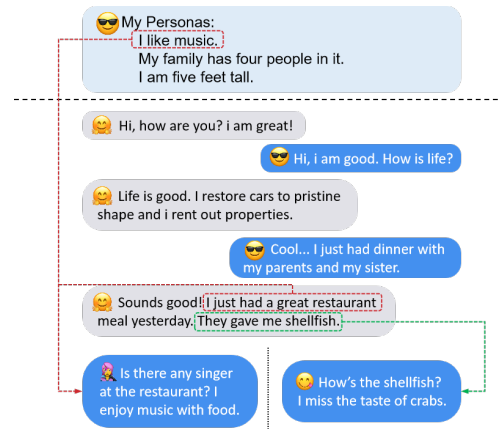 My Personas:
I like music.
My family has four people in it.
I am five feet tall.
Hi, how are you? i am great!
Hi, i am good. How is life?
Life is good. I restore cars to pristine
shape and i rent out properties.
Cool... I just had dinner with
my parents and my sister.
Sounds good! I just had a great restaurant
meal yesterday. They gave me shellfish.
Is there any singer
at the restaurant? I
enjoy music with food.
How's the shellfish?
I miss the taste of crabs.